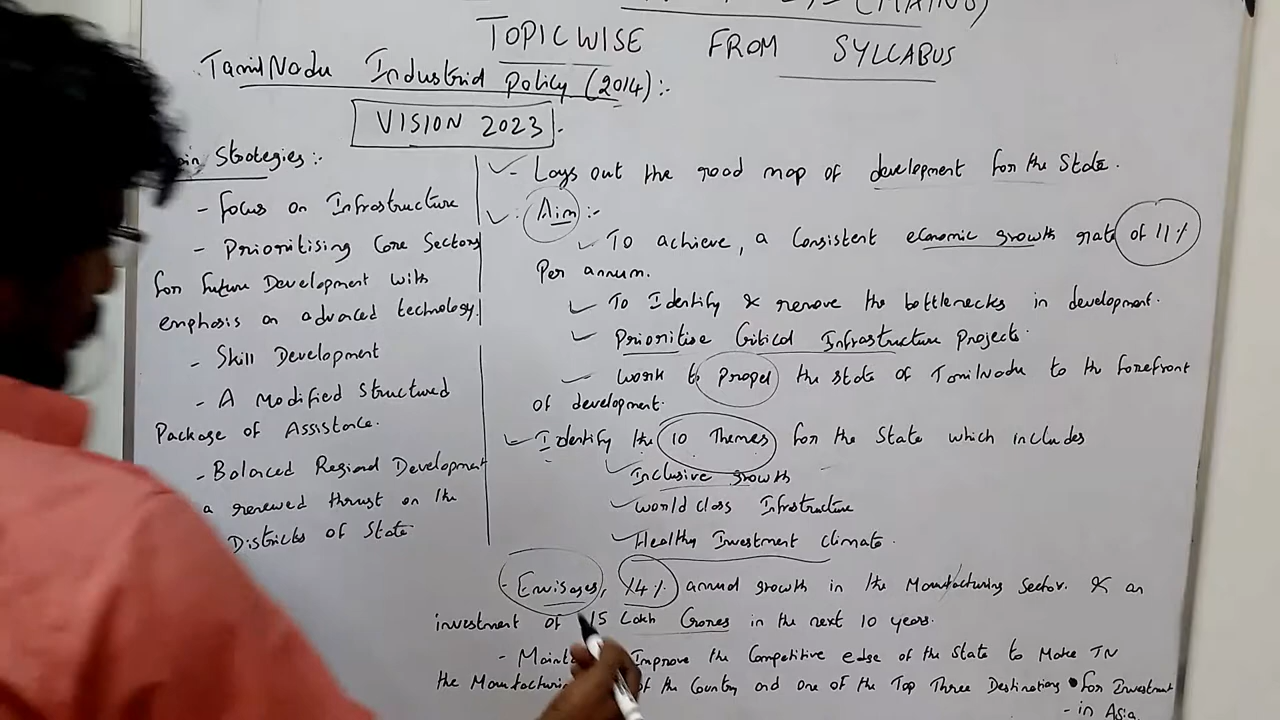 (MAINS)
TOPICWISE FROM SYLLABUS
TamilNadu Industrial policy (2014):-
VISION 2023.
Strategies:-
- Focus on Infrastructure
- Prioritising Core Sectors
for future Development with
emphasis on advanced technology.
- Skill Development
- A Modified Structured
Package of Assistance.
- Balanced Regional Development
a renewed thrust on the
Districts of State
- Lays out the good map of development for the State.
Aim:-
To achieve, a Consistent economic growth rate of 11%
Per annum.
To Identify & remove the bottlenecks in development.
Prioritise Critical Infrastructure Projects.
Work to Propel the state of TamilNadu to the forefront
of development.
Identify the 10 Themes for the State which includes
Inclusive growth
World Class Infrastructure
Healthy Investment climate.
- Envisages, 14% annual growth in the Manufacturing Sector. & an
investment of 15 Lakh Crores in the next 10 years.
- Improve the Competitive edge of the State to Make TN
the of the Country and one of the Top Three Destinations for Investment
- in Asia.